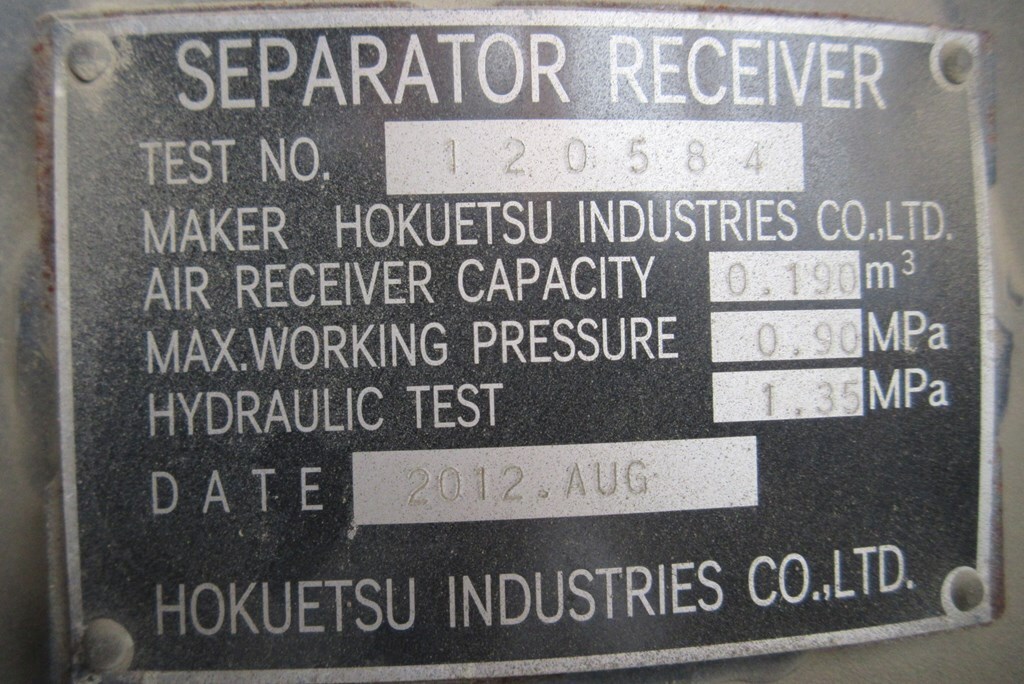 SEPARATOR RECEIVER
TEST NO. 120584
MAKER HOKUETSU INDUSTRIES CO.,LTD.
AIR RECEIVER CAPACITY 0.190 m³
MAX.WORKING PRESSURE 0.90 MPa
HYDRAULIC TEST 1.35 MPa
DATE 2012.AUG
HOKUETSU INDUSTRIES CO.,LTD.